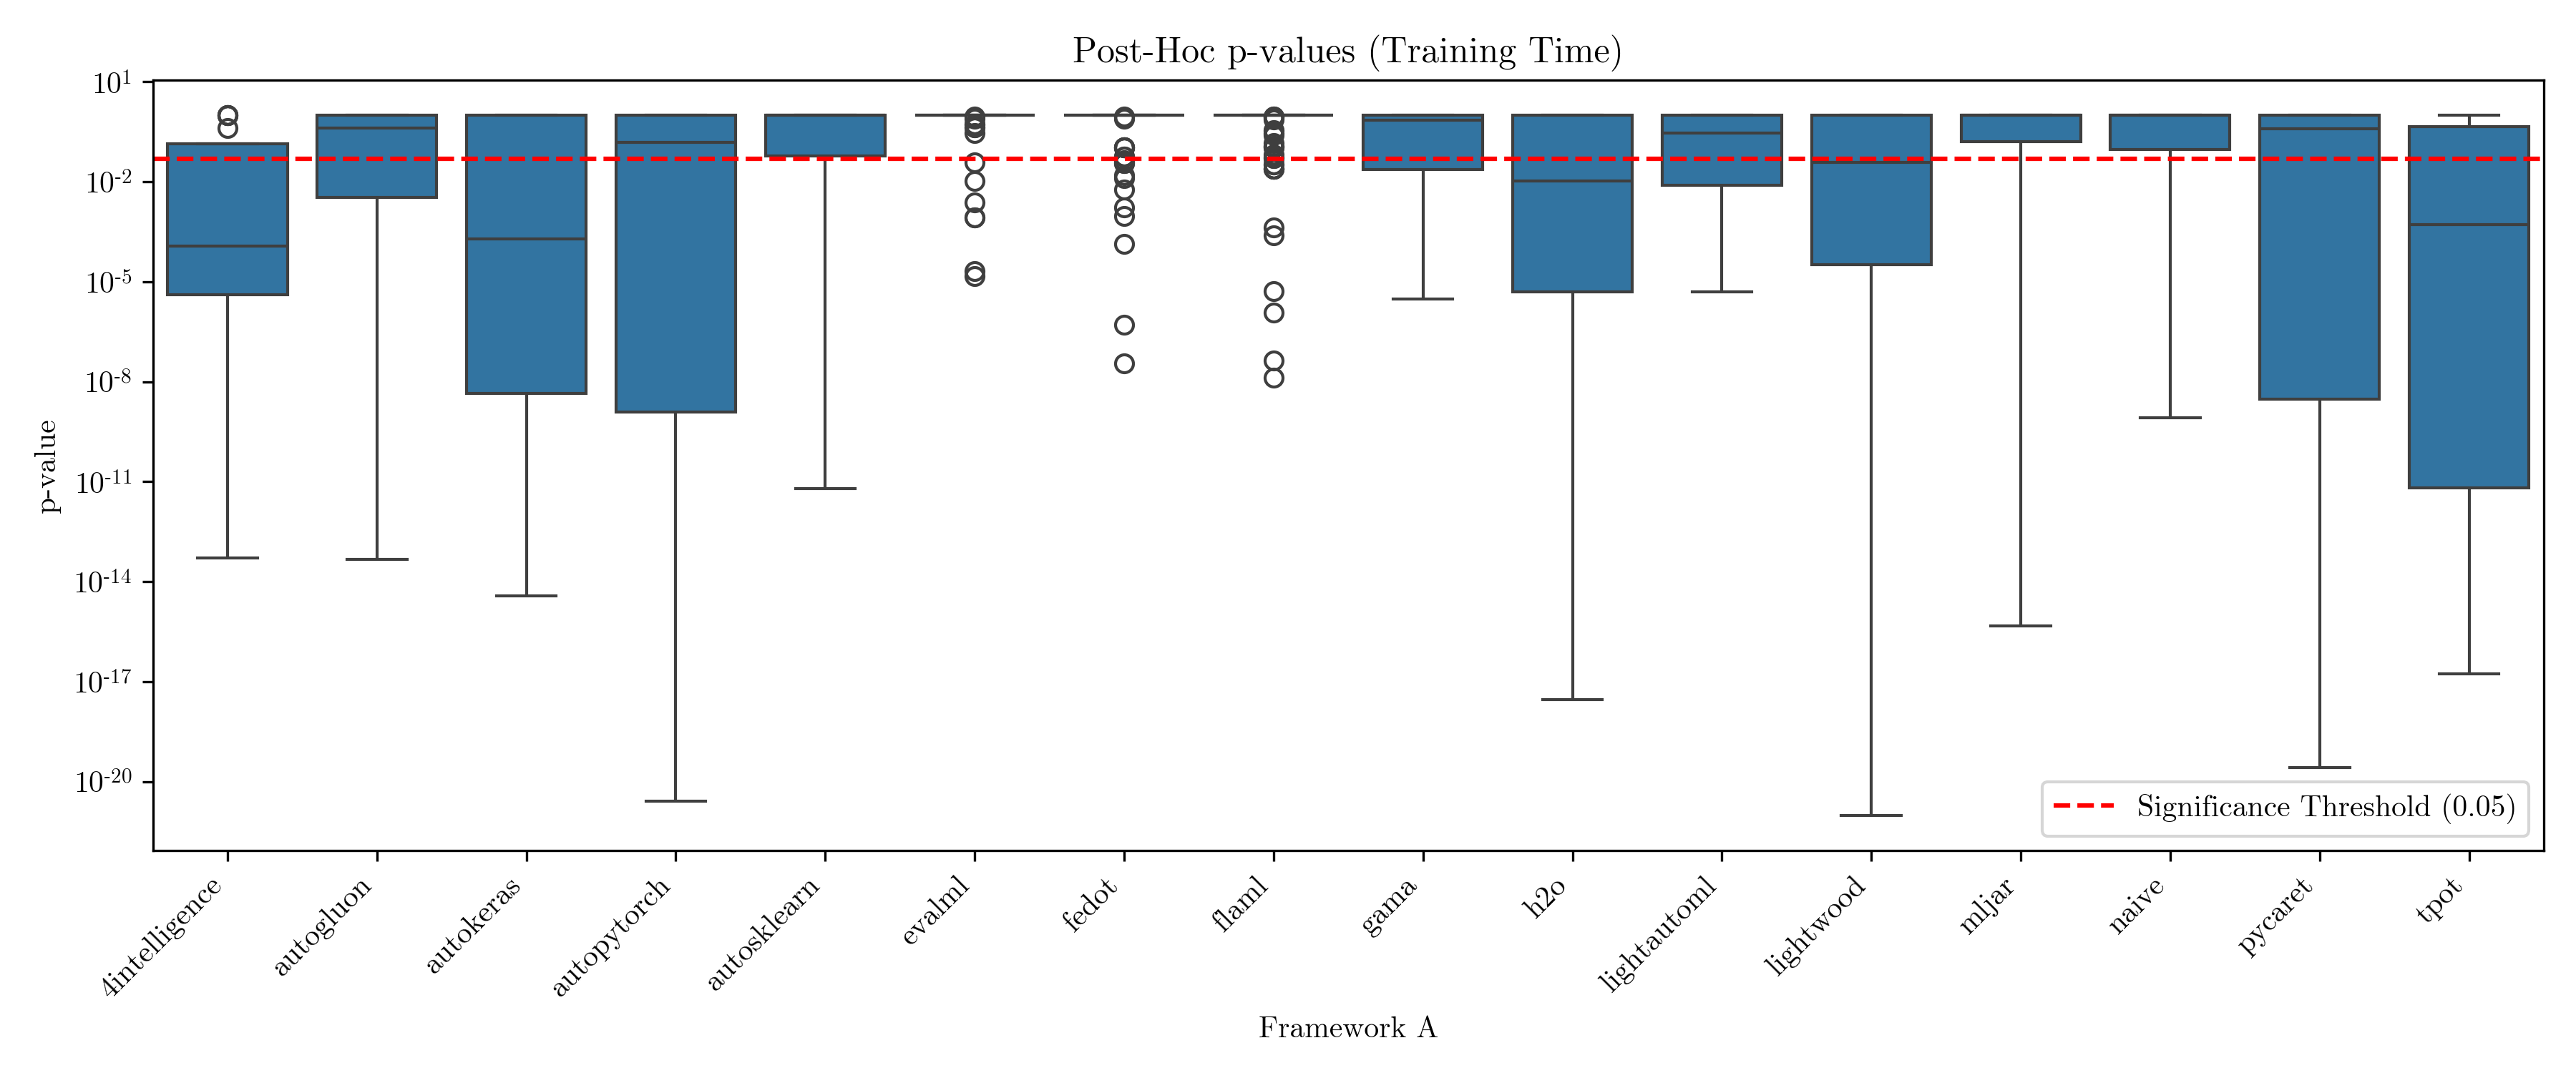 Post-Hoc p-values (Training Time)
10^1
10^-2
10^-5
10^-8
10^-11
10^-14
10^-17
10^-20
p-value
Significance Threshold (0.05)
4intelligence
autogluon
autokeras
autopytorch
autosklearn
evalml
fedot
flaml
gama
h2o
lightautoml
lightwood
mljar
naive
pycaret
tpot
Framework A